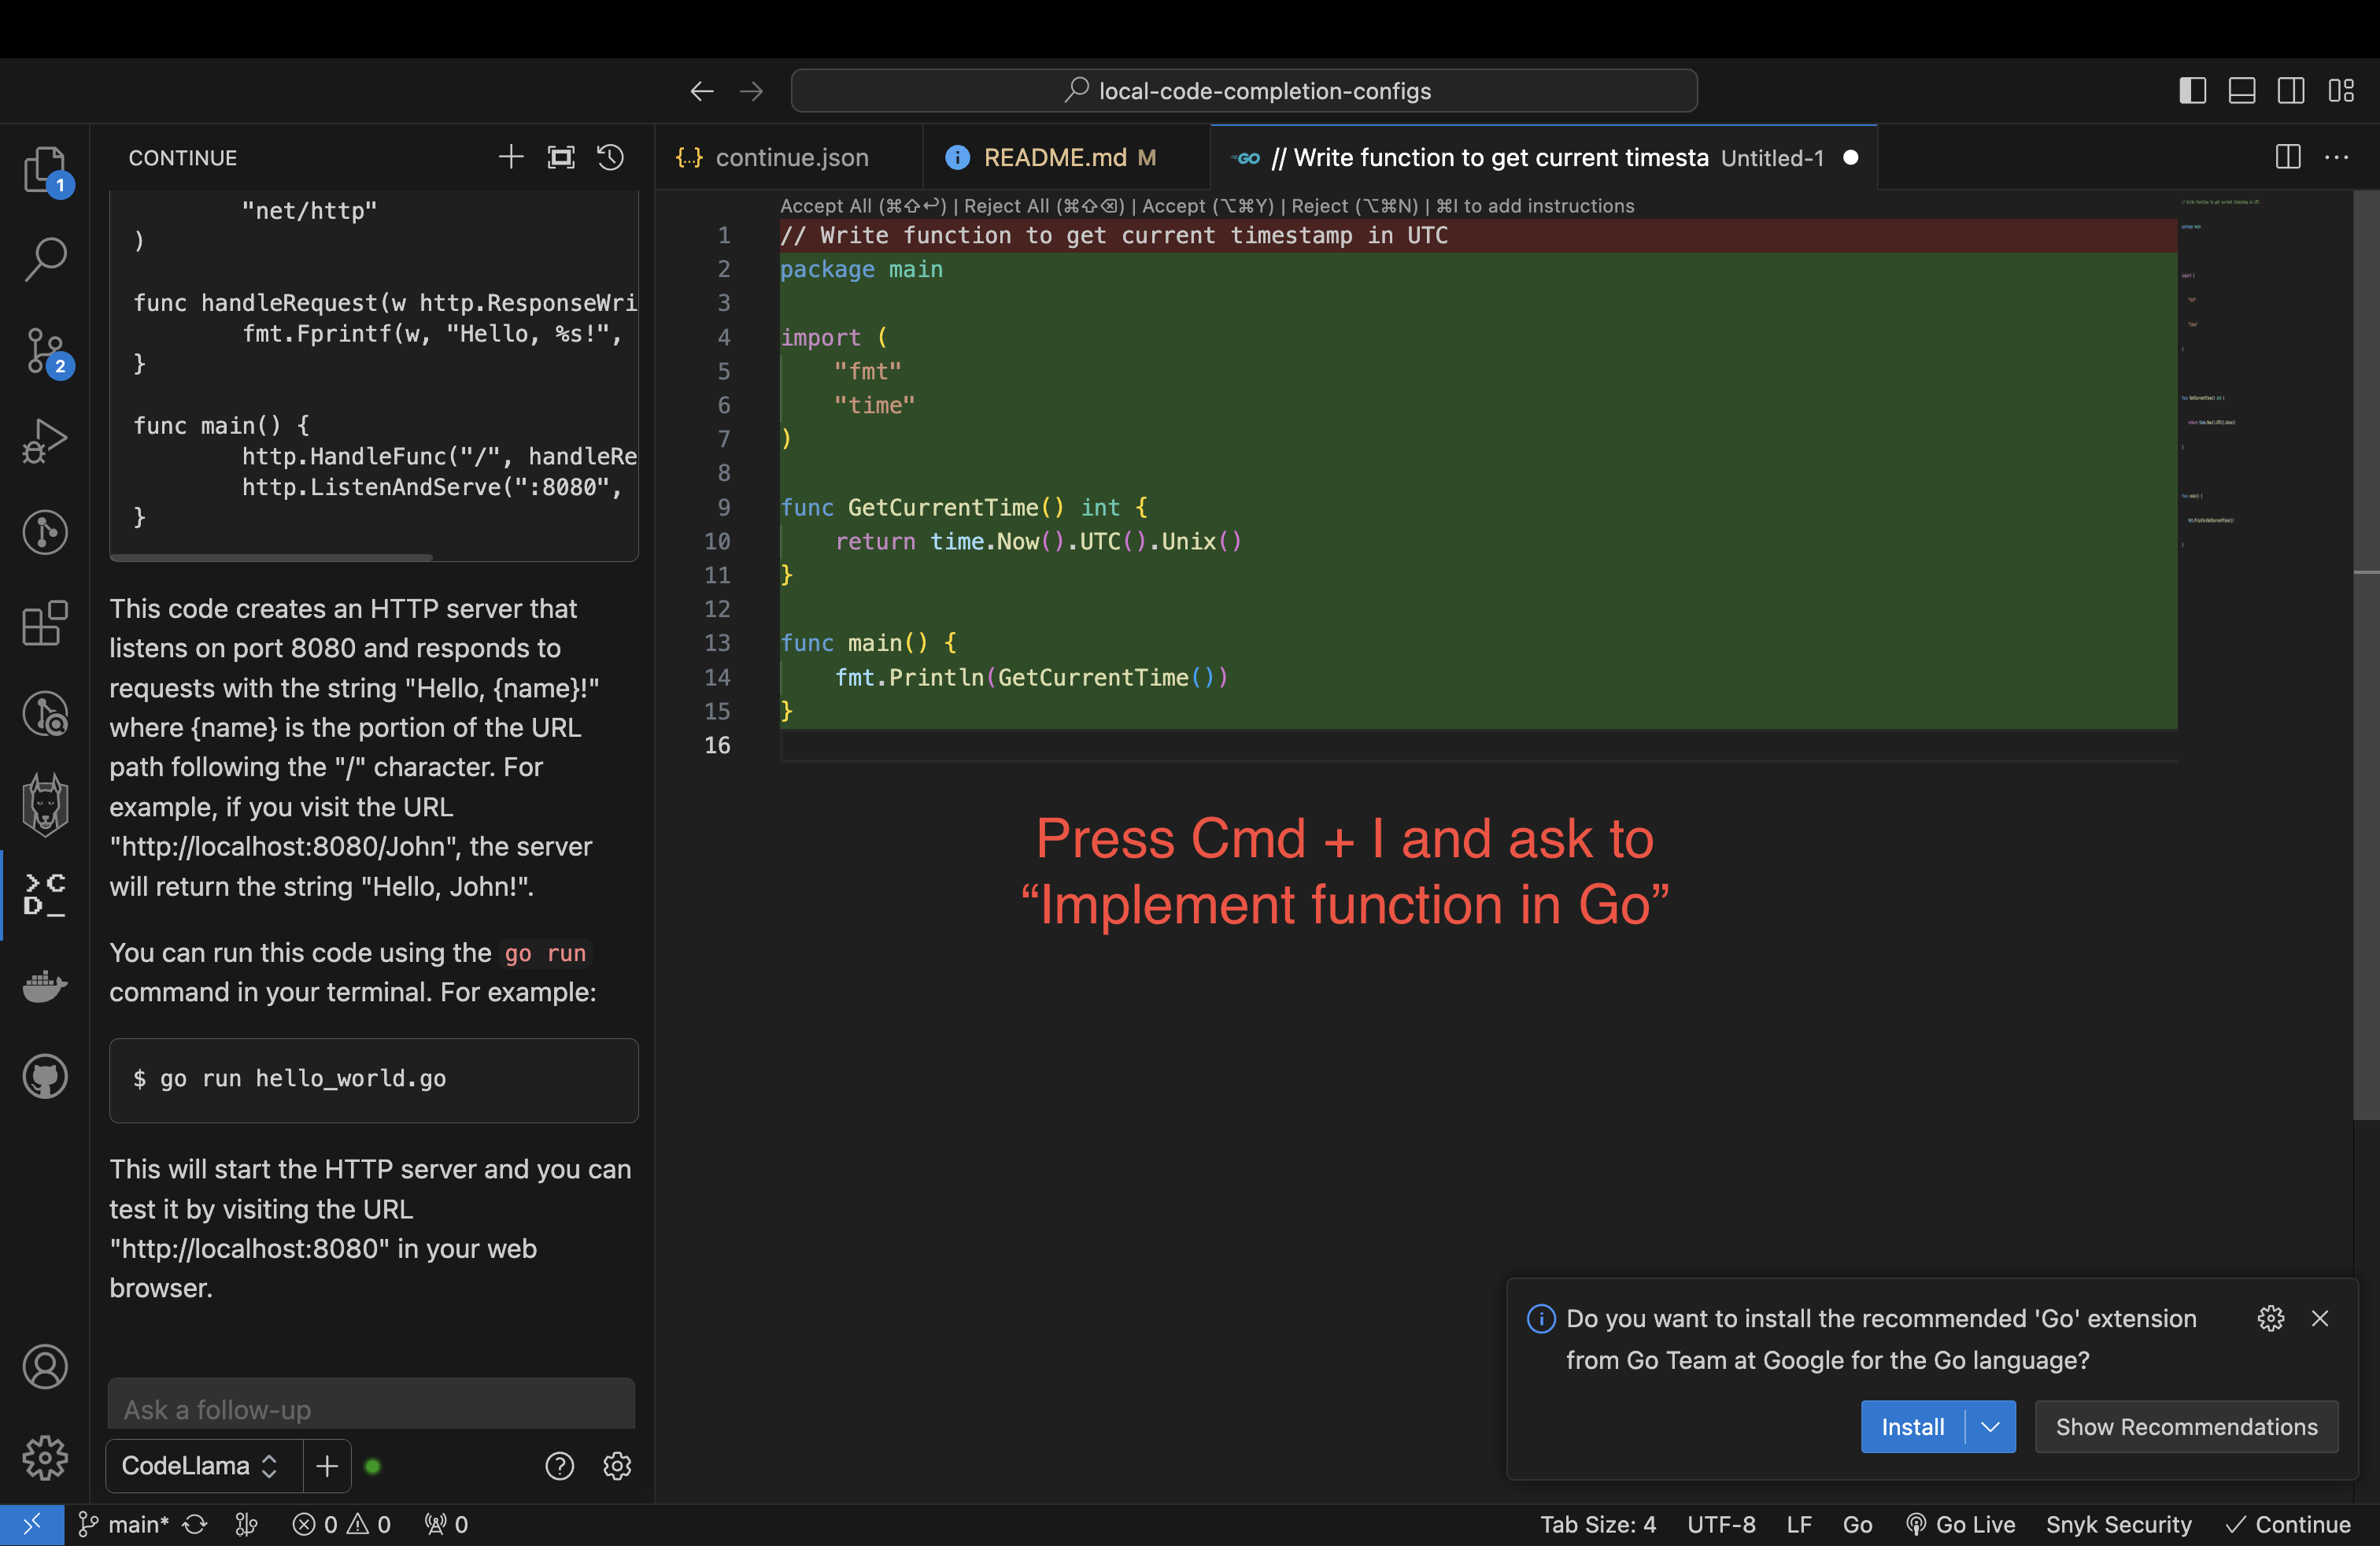 local-code-completion-configs
CONTINUE
"net/http"
)
func handleRequest(w http.ResponseWri
fmt.Fprintf(w, "Hello, %s!",
}
func main() {
http.HandleFunc("/", handleRe
http.ListenAndServe(":8080",
}
This code creates an HTTP server that
listens on port 8080 and responds to
requests with the string "Hello, {name}!"
where {name} is the portion of the URL
path following the "/" character. For
example, if you visit the URL
"http://localhost:8080/John", the server
will return the string "Hello, John!".
You can run this code using the go run
command in your terminal. For example:
$ go run hello_world.go
This will start the HTTP server and you can
test it by visiting the URL
"http://localhost:8080" in your web
browser.
Ask a follow-up
CodeLlama
1
2
>C
D_
{..} continue.json
README.md M
GO // Write function to get current timesta Untitled-1
Accept All (⌘⇧⏎) | Reject All (⌘⇧⌫) | Accept (⌥⌘Y) | Reject (⌥⌘N) | ⌘I to add instructions
1 // Write function to get current timestamp in UTC
2 package main
3
4 import (
5 "fmt"
6 "time"
7 )
8
9 func GetCurrentTime() int {
10 return time.Now().UTC().Unix()
11 }
12
13 func main() {
14 fmt.Println(GetCurrentTime())
15 }
16
Press Cmd + I and ask to
“Implement function in Go”
Do you want to install the recommended 'Go' extension
from Go Team at Google for the Go language?
Install
Show Recommendations
main* 0 0 0 Tab Size: 4 UTF-8 LF Go Go Live Snyk Security Continue